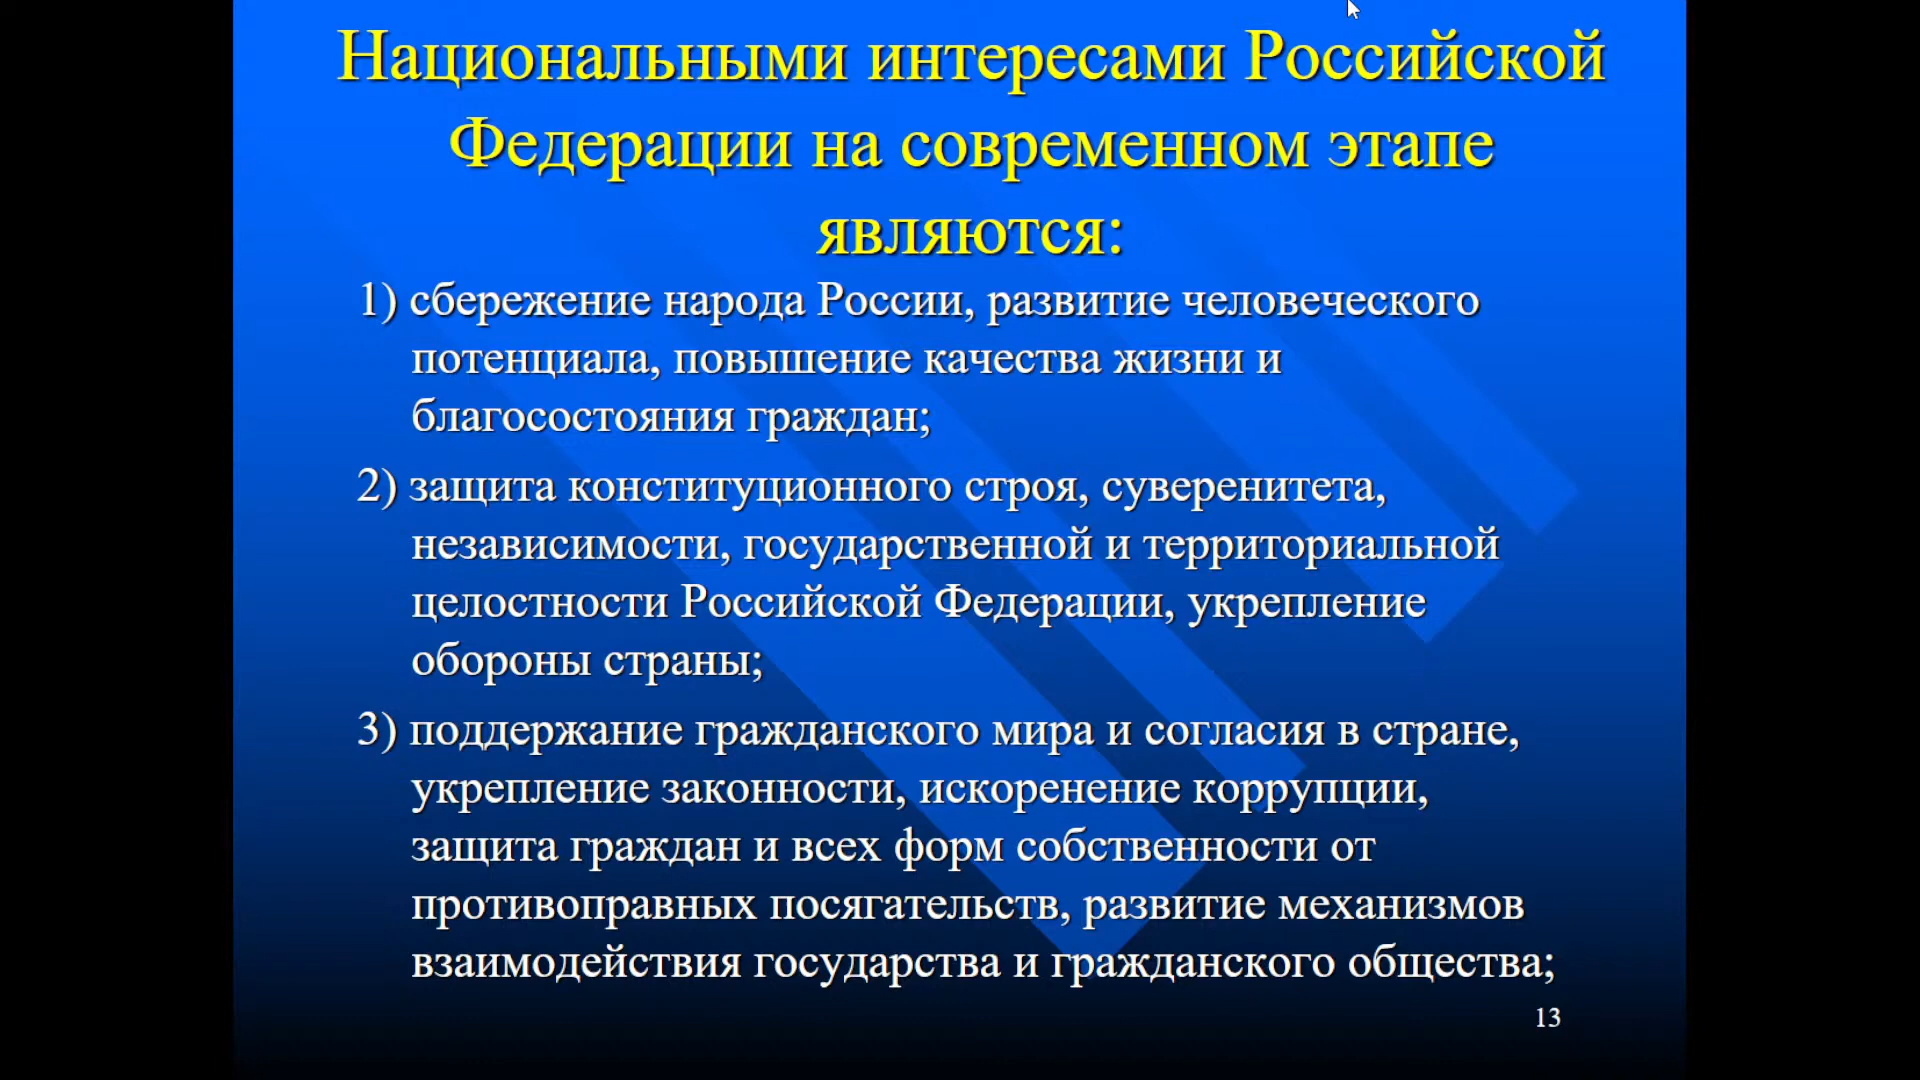 Национальными интересами Российской
Федерации на современном этапе
являются:
1) сбережение народа России, развитие человеческого
потенциала, повышение качества жизни и
благосостояния граждан;
2) защита конституционного строя, суверенитета,
независимости, государственной и территориальной
целостности Российской Федерации, укрепление
обороны страны;
3) поддержание гражданского мира и согласия в стране,
укрепление законности, искоренение коррупции,
защита граждан и всех форм собственности от
противоправных посягательств, развитие механизмов
взаимодействия государства и гражданского общества;
13